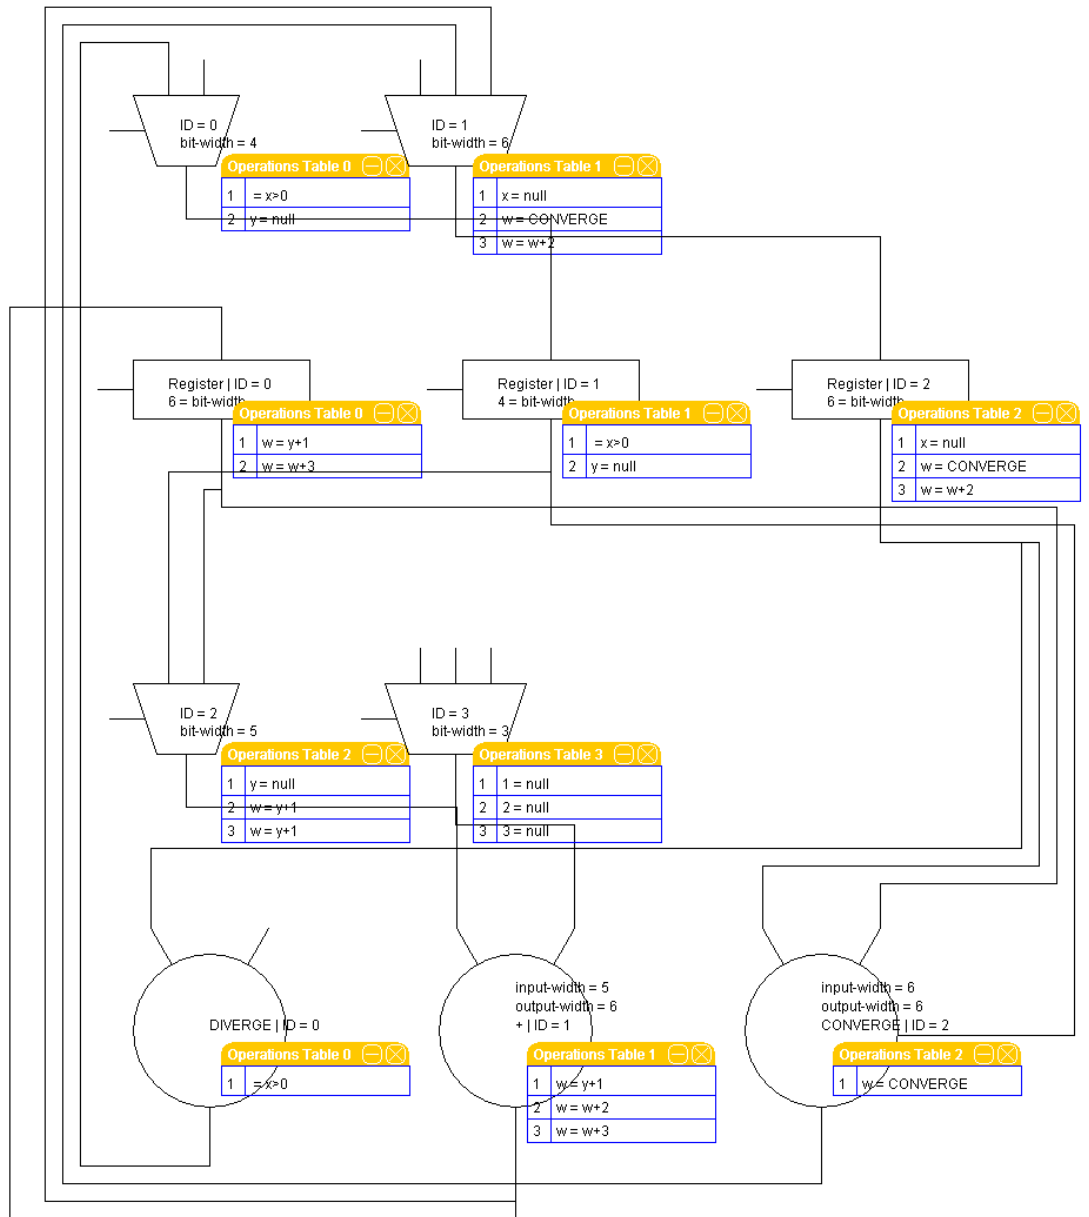 ID = 0
bit-width = 4
ID = 1
bit-width = 6
Operations Table 0
1 = x>0
2 y = null
Operations Table 1
1 x = null
2 w = CONVERGE
3 w = w+2
Register | ID = 0
6 = bit-width
Register | ID = 1
4 = bit-width
Register | ID = 2
6 = bit-width
Operations Table 0
1 w = y+1
2 w = w+3
Operations Table 1
1 = x>0
2 y = null
Operations Table 2
1 x = null
2 w = CONVERGE
3 w = w+2
ID = 2
bit-width = 5
ID = 3
bit-width = 3
Operations Table 2
1 y = null
2 w = y+1
3 w = y+1
Operations Table 3
1 1 = null
2 2 = null
3 3 = null
DIVERGE | ID = 0
input-width = 5
output-width = 6
+ | ID = 1
input-width = 6
output-width = 6
CONVERGE | ID = 2
Operations Table 0
1 = x>0
Operations Table 1
1 w = y+1
2 w = w+2
3 w = w+3
Operations Table 2
1 w = CONVERGE